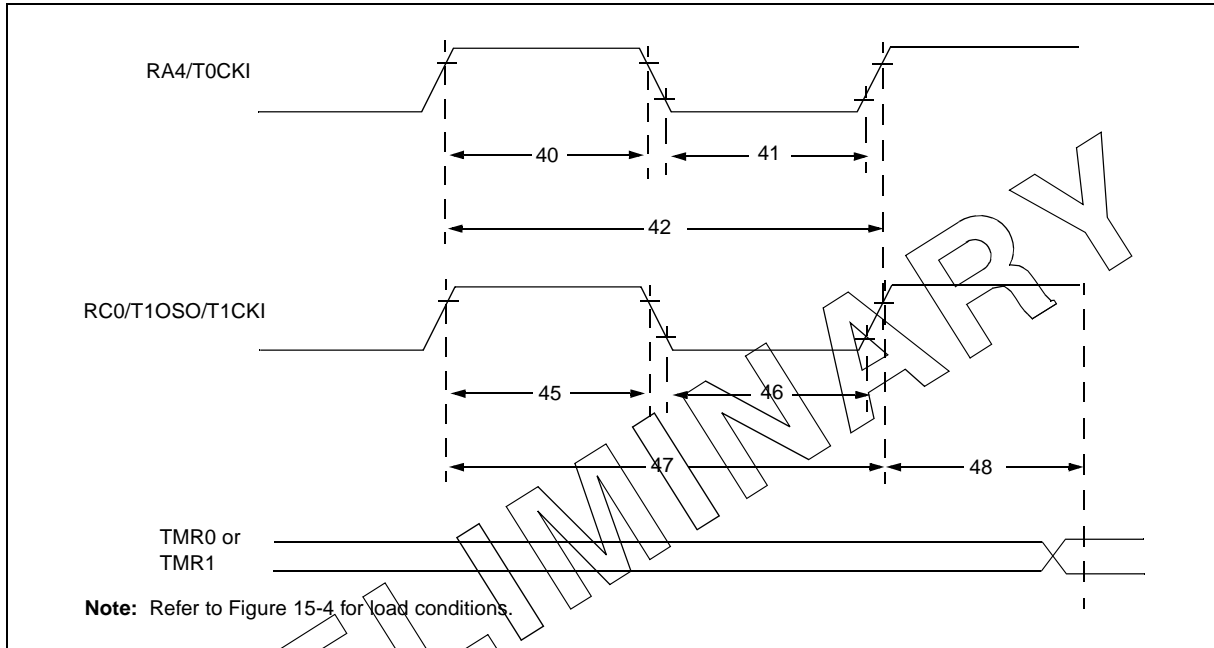 RA4/T0CKI
40
41
42
RC0/T1OSO/T1CKI
45
46
47
48
TMR0 or
TMR1
Note: Refer to Figure 15-4 for load conditions.
ELIMINARY